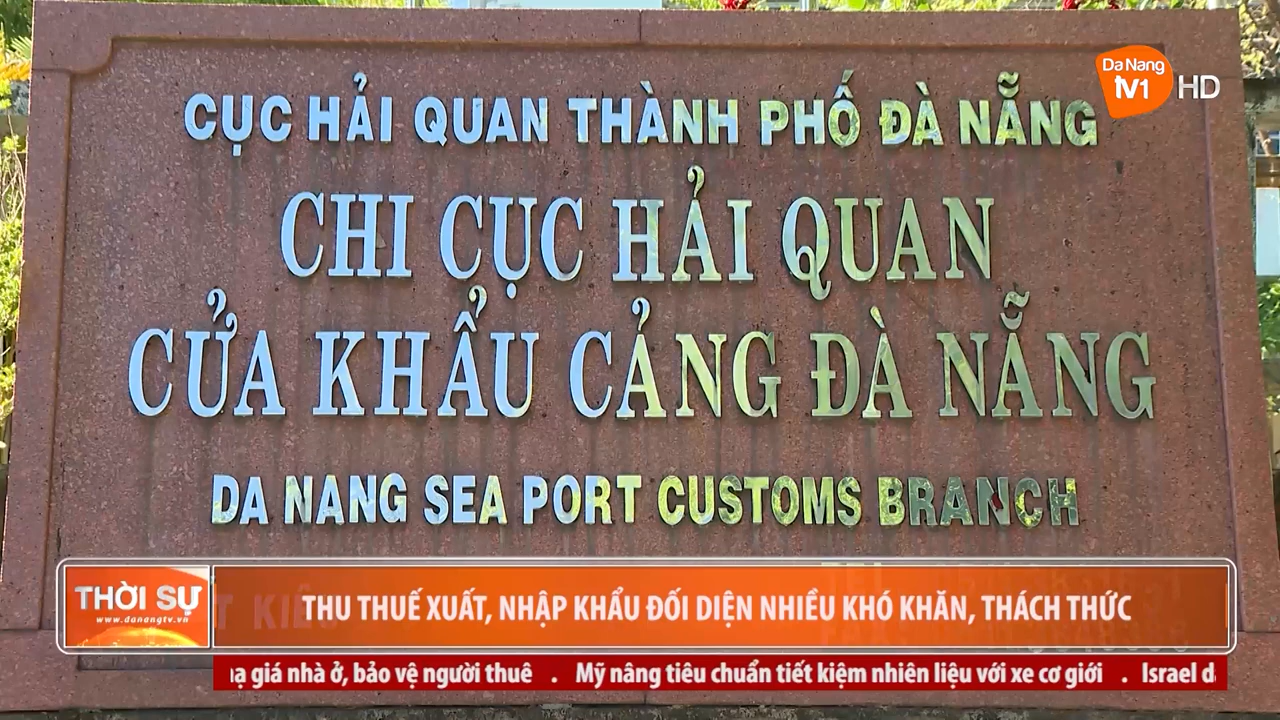 Da Nang
tv1 HD
CỤC HẢI QUAN THÀNH PHỐ ĐÀ NẴNG
CHI CỤC HẢI QUAN
CỬA KHẨU CẢNG ĐÀ NẴNG
DA NANG SEA PORT CUSTOMS BRANCH
THỜI SỰ
www.danangtv.vn
THU THUẾ XUẤT, NHẬP KHẨU ĐỐI DIỆN NHIỀU KHÓ KHĂN, THÁCH THỨC
giá nhà ở, bảo vệ người thuê . Mỹ nâng tiêu chuẩn tiết kiệm nhiên liệu với xe cơ giới . Israel